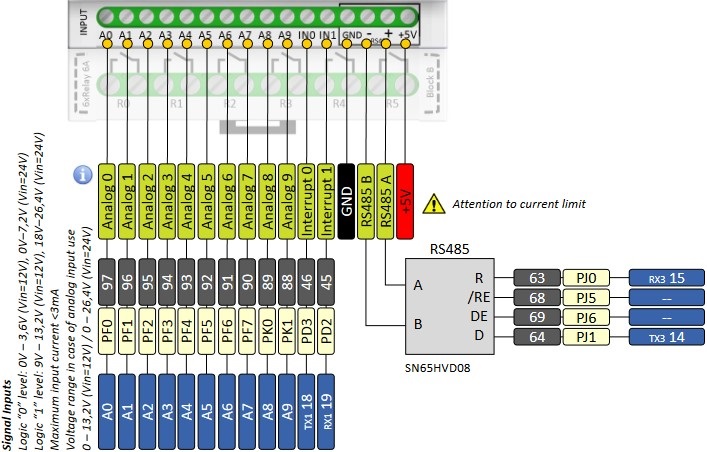 INPUT
A0 A1 A2 A3 A4 A5 A6 A7 A8 A9 IN0 IN1 GND - + +5V
6xRelay 6A
R0 R1 R2 R3 R4 R5
Block B
Analog 0
Analog 1
Analog 2
Analog 3
Analog 4
Analog 5
Analog 6
Analog 7
Analog 8
Analog 9
Interrupt 0
Interrupt 1
GND
RS485 B
RS485 A
+5V
Attention to current limit
97 96 95 94 93 92 91 90 89 88 46 45
PF0 PF1 PF2 PF3 PF4 PF5 PF6 PF7 PK0 PK1 PD3 PD2
A0 A1 A2 A3 A4 A5 A6 A7 A8 A9 TX1 18 RX1 19
RS485
A
B
R 63 PJ0 RX3 15
/RE 68 PJ5 --
DE 69 PJ6 --
D 64 PJ1 TX3 14
SN65HVD08
Signal Inputs
Logic “0” level: 0V – 3,6V (Vin=12V), 0V–7,2V (Vin=24V)
Logic “1” level: 9V – 13,2V (Vin=12V), 18V–26,4V (Vin=24V)
Maximum input current <3mA
Voltage range in case of analog input use
0 – 13,2V (Vin=12V) / 0 – 26,4V (Vin=24V)